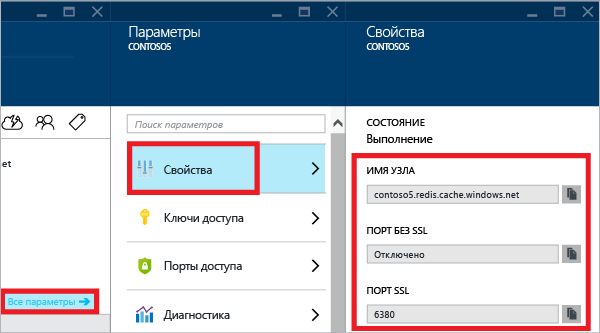 et
Все параметры
Параметры
CONTOSO5
Поиск параметров
Свойства
Ключи доступа
Порты доступа
Диагностика
Свойства
CONTOSO5
СОСТОЯНИЕ
Выполнение
ИМЯ УЗЛА
contoso5.redis.cache.windows.net
ПОРТ БЕЗ SSL
Отключено
ПОРТ SSL
6380